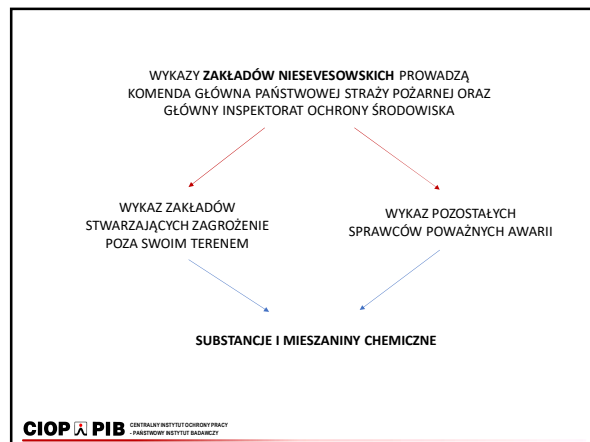 WYKAZY ZAKŁADÓW NIESEVESOWSKICH PROWADZĄ
KOMENDA GŁÓWNA PAŃSTWOWEJ STRAŻY POŻARNEJ ORAZ
GŁÓWNY INSPEKTORAT OCHRONY ŚRODOWISKA
WYKAZ ZAKŁADÓW
STWARZAJĄCYCH ZAGROŻENIE
POZA SWOIM TERENEM
WYKAZ POZOSTAŁYCH
SPRAWCÓW POWAŻNYCH AWARII
SUBSTANCJE I MIESZANINY CHEMICZNE
CIOP PIB
CENTRALNY INSTYTUT OCHRONY PRACY
- PAŃSTWOWY INSTYTUT BADAWCZY